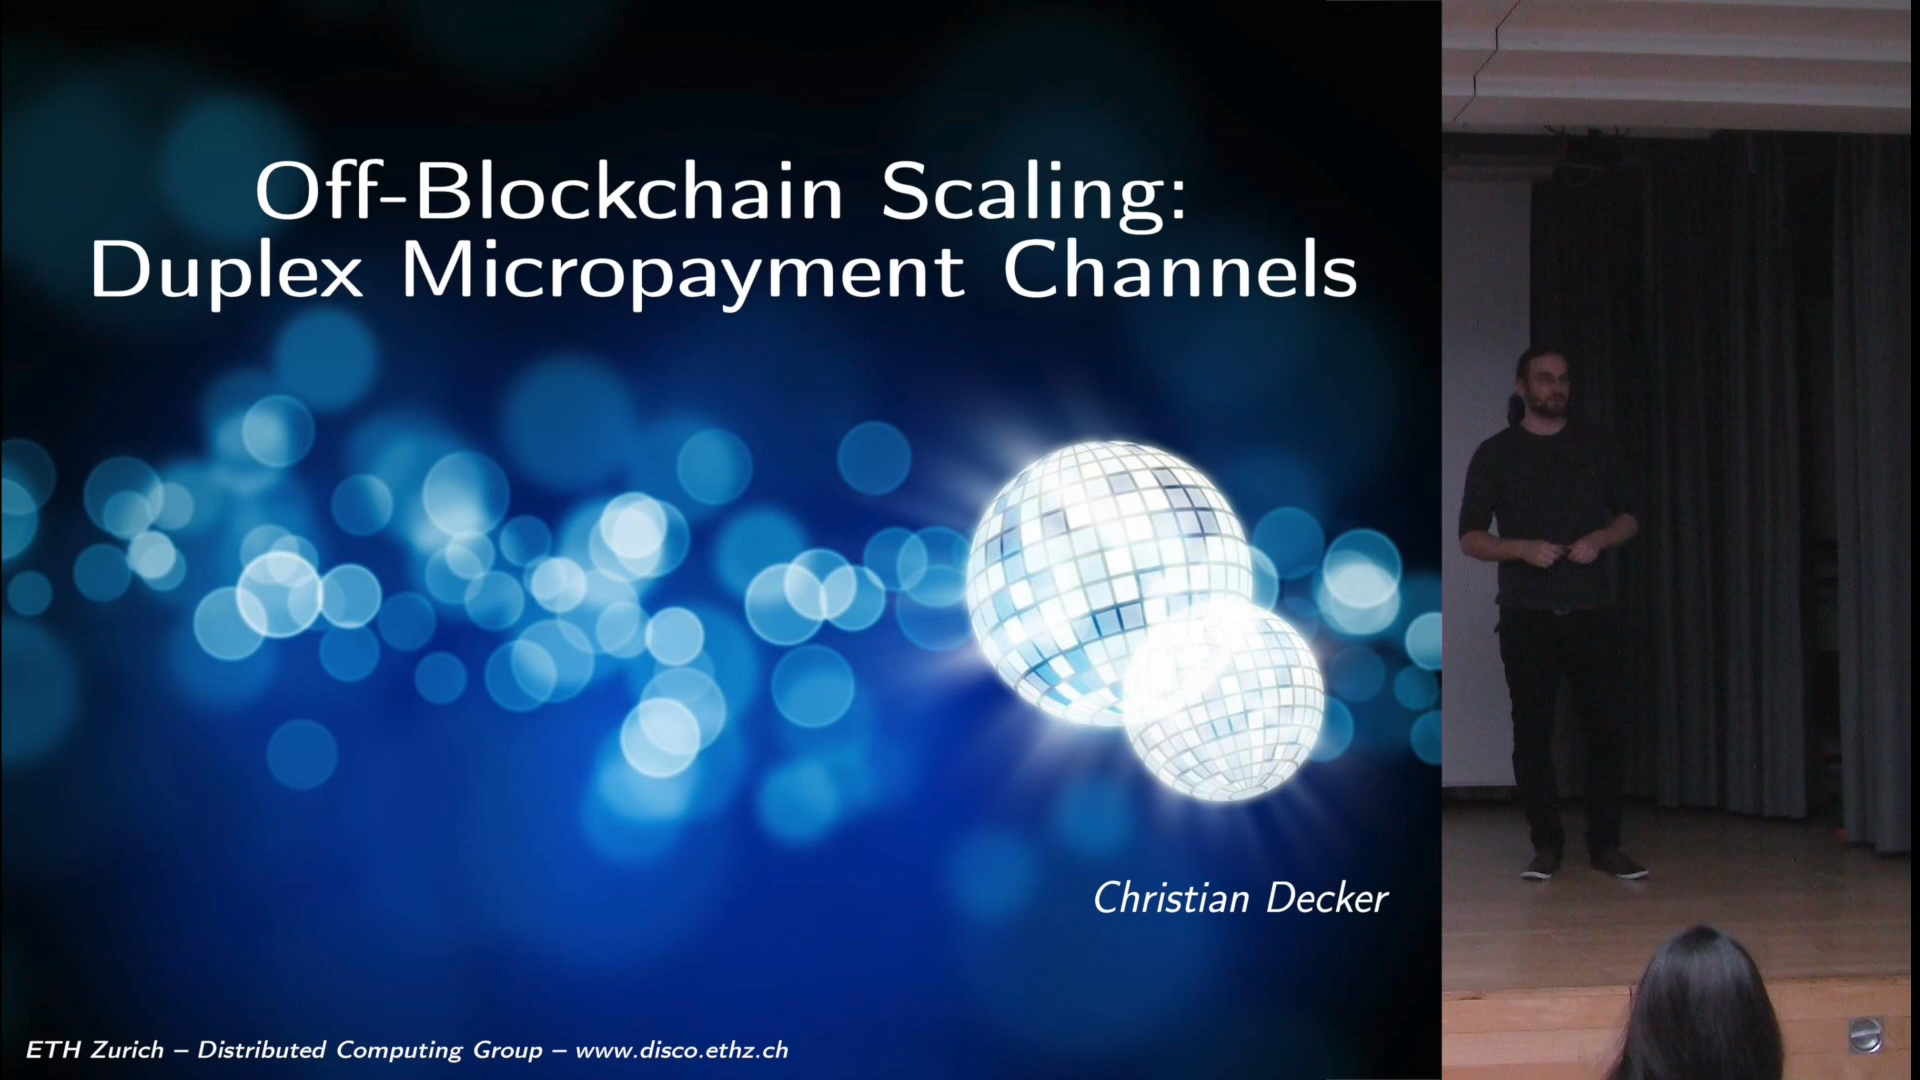 Off-Blockchain Scaling:
Duplex Micropayment Channels
Christian Decker
ETH Zurich – Distributed Computing Group – www.disco.ethz.ch